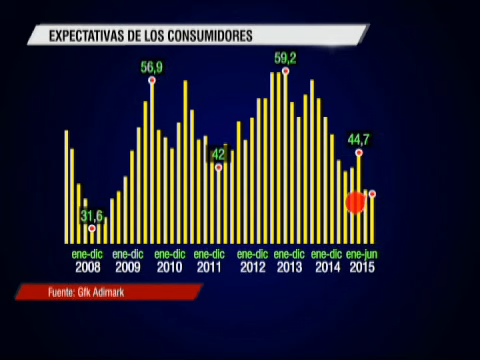 EXPECTATIVAS DE LOS CONSUMIDORES
59,2
56,9
44,7
42
31,6
ene-dic ene-dic ene-dic ene-dic ene-dic ene-dic ene-dic ene-jun
2008 2009 2010 2011 2012 2013 2014 2015
Fuente: Gfk Adimark